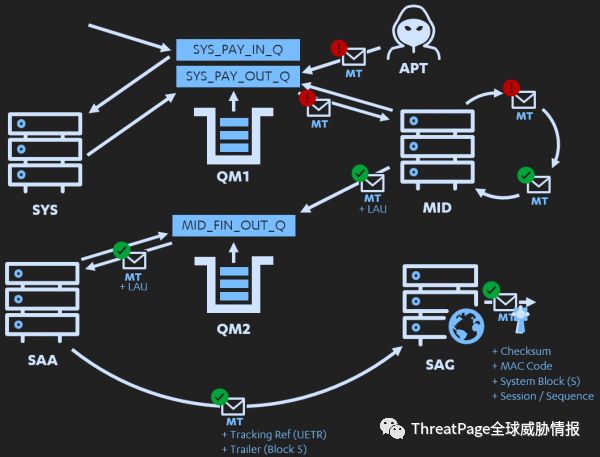 SYS_PAY_IN_Q
SYS_PAY_OUT_Q
MT
APT
MT
MT
QM1
SYS
MID
MT
MT
+ LAU
MID_FIN_OUT_Q
MT
+ LAU
QM2
SAA
MT
SAG
+ Checksum
+ MAC Code
+ System Block (S)
+ Session / Sequence
MT
+ Tracking Ref (UETR)
+ Trailer (Block 5)
ThreatPage全球威胁情报